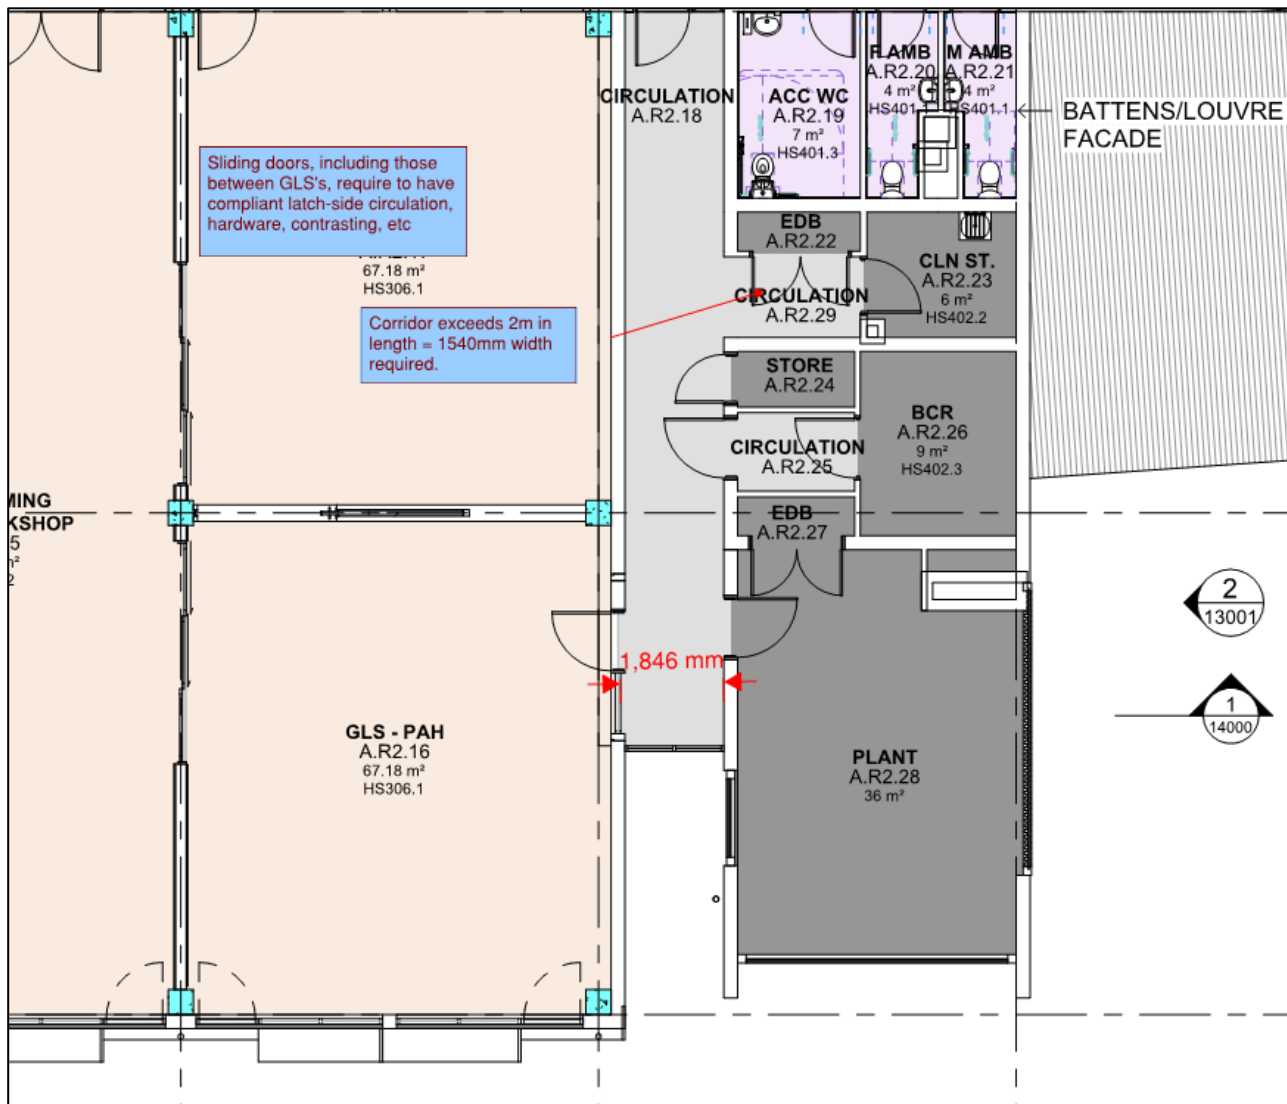 CIRCULATION
A.R2.18
ACC WC
A.R2.19
7 m²
HS401.3
F AMB
A.R2.20
4 m²
HS401.1
M AMB
A.R2.21
4 m²
HS401.1
BATTENS/LOUVRE
FACADE
Sliding doors, including those
between GLS's, require to have
compliant latch-side circulation,
hardware, contrasting, etc
67.18 m²
HS306.1
EDB
A.R2.22
CLN ST.
A.R2.23
6 m²
HS402.2
CIRCULATION
A.R2.29
Corridor exceeds 2m in
length = 1540mm width
required.
STORE
A.R2.24
BCR
A.R2.26
9 m²
HS402.3
CIRCULATION
A.R2.25
MING
KSHOP
5
m²
2
EDB
A.R2.27
2
13001
1,846 mm
1
14000
GLS - PAH
A.R2.16
67.18 m²
HS306.1
PLANT
A.R2.28
36 m²